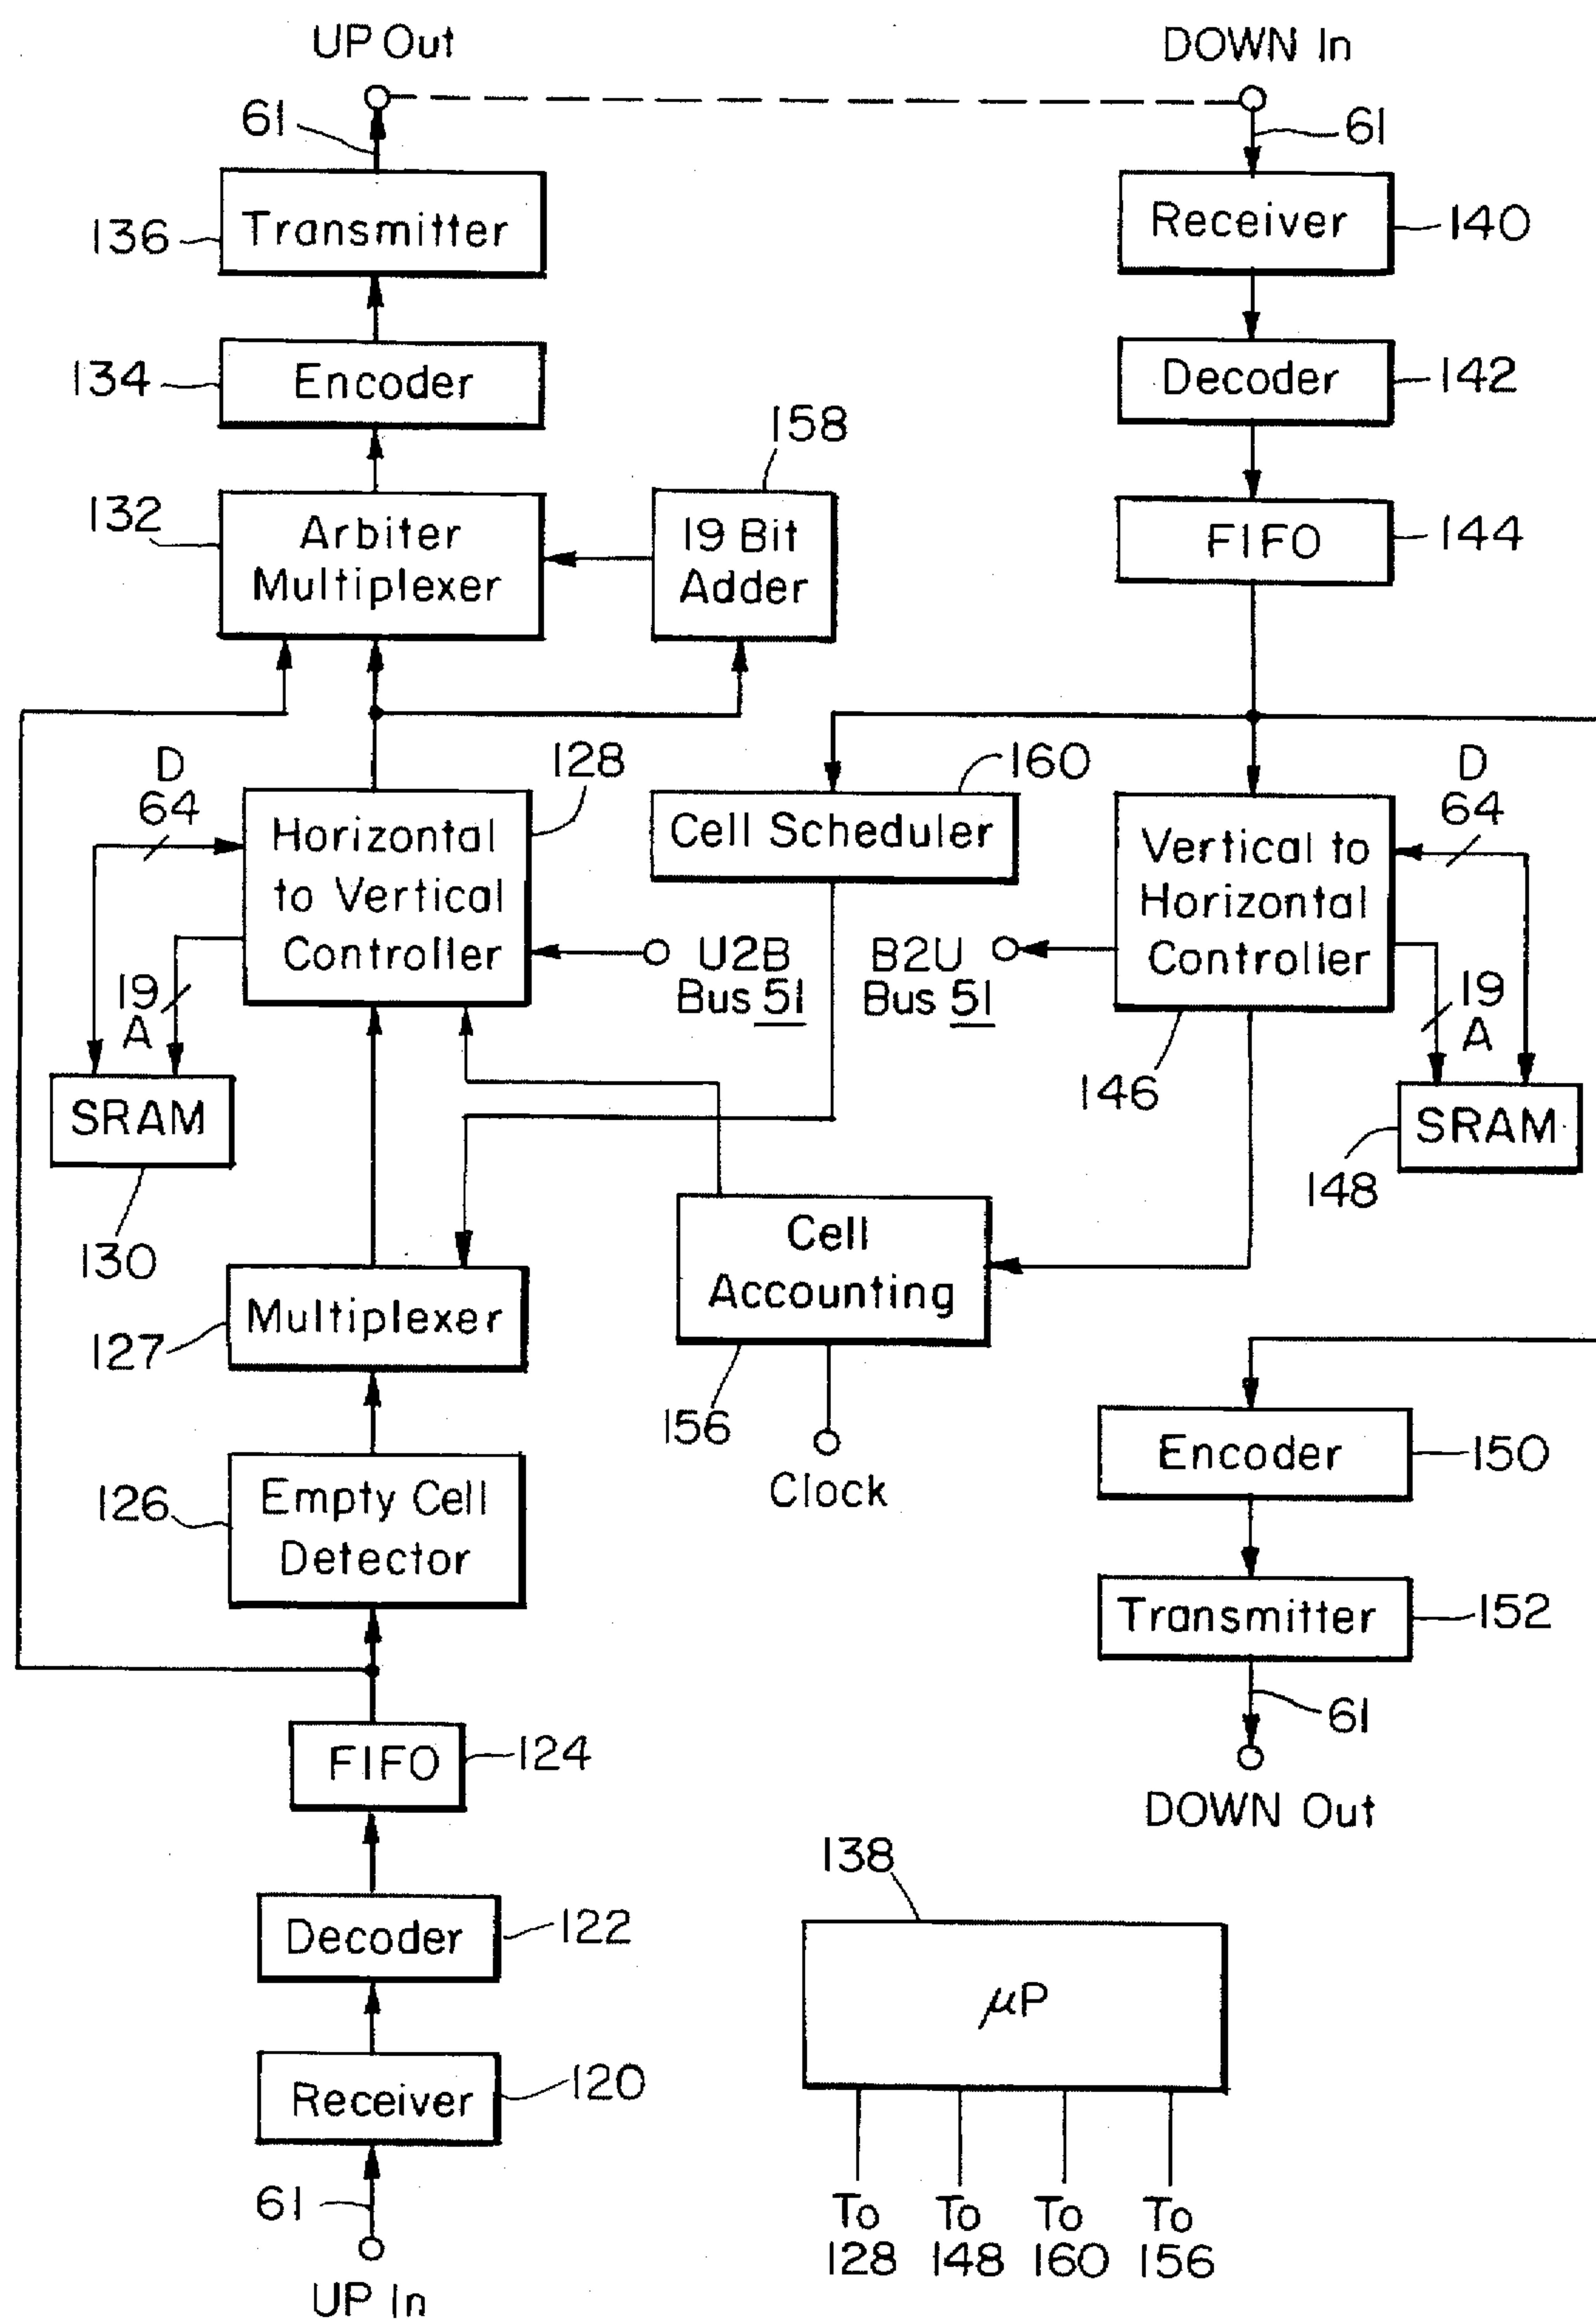 UP Out
DOWN In
61
61
Transmitter
136
Receiver
140
Encoder
134
Decoder
142
158
Arbiter
Multiplexer
132
19 Bit
Adder
FIFO
144
D
64
128
160
D
64
Horizontal
to Vertical
Controller
Cell Scheduler
Vertical to
Horizontal
Controller
U2B
Bus 51
B2U
Bus 51
19
A
19
A
SRAM
130
146
SRAM
148
Cell
Accounting
156
Multiplexer
127
Clock
Encoder
150
Empty Cell
Detector
126
Transmitter
152
61
DOWN Out
FIFO
124
138
Decoder
122
μP
Receiver
120
61
UP In
To
128
To
148
To
160
To
156